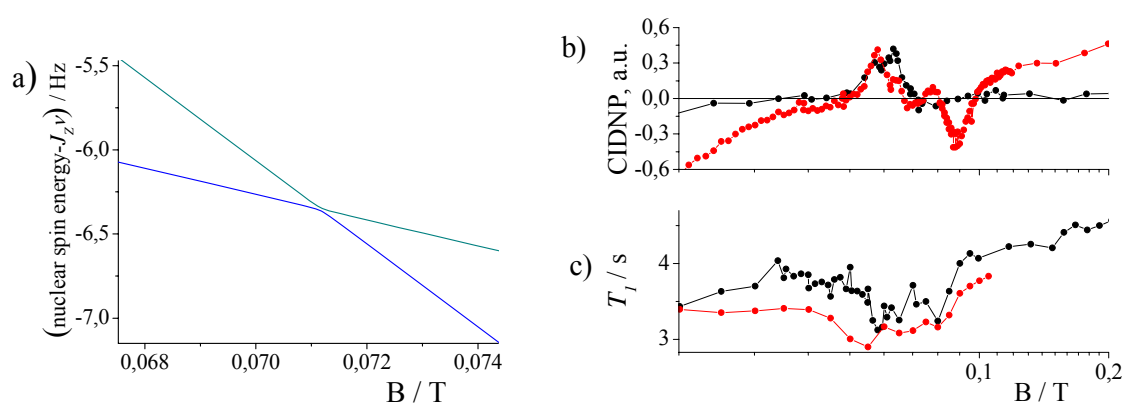 a)
(nuclear spin energy-J_Zν) / Hz
-5,5
-6,0
-6,5
-7,0
0,068
0,070
0,072
0,074
B / T
b)
CIDNP, a.u.
0,6
0,3
0,0
-0,3
-0,6
c)
T_1 / s
4
3
0,1
0,2
B / T